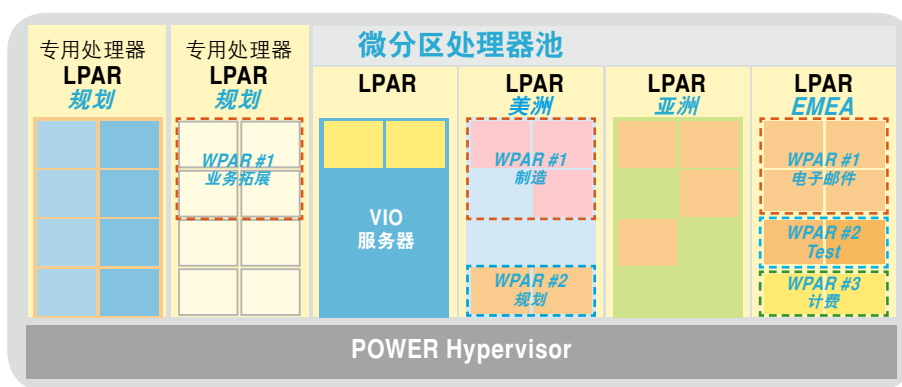 专用处理器
LPAR
规划
专用处理器
LPAR
规划
WPAR #1
业务拓展
微分区处理器池
LPAR
VIO
服务器
LPAR
美洲
WPAR #1
制造
WPAR #2
规划
LPAR
亚洲
LPAR
EMEA
WPAR #1
电子邮件
WPAR #2
Test
WPAR #3
计费
POWER Hypervisor